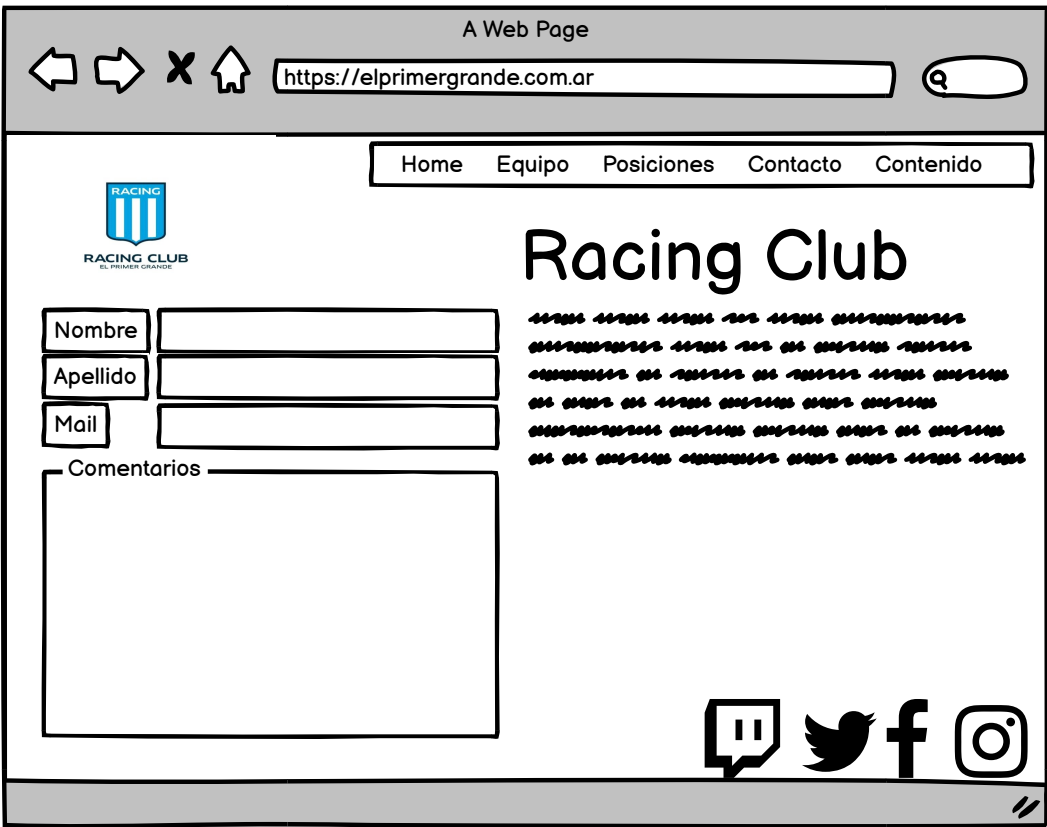 A Web Page
https://elprimergrande.com.ar
Home Equipo Posiciones Contacto Contenido
RACING
RACING CLUB
EL PRIMER GRANDE
Racing Club
Nombre
Apellido
Mail
Comentarios